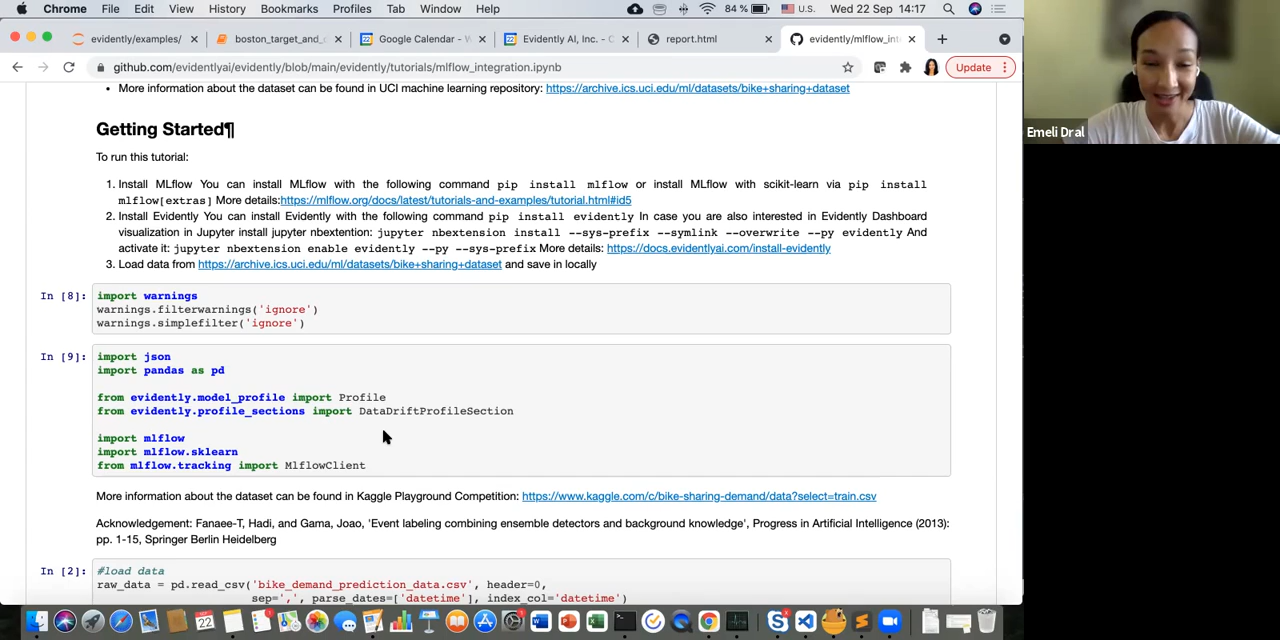 Chrome File Edit View History Bookmarks Profiles Tab Window Help 84 % U.S. Wed 22 Sep 14:17
evidently/examples/ boston_target_and_ Google Calendar - W Evidently AI, Inc. - C report.html evidently/mlflow_int
github.com/evidentlyai/evidently/blob/main/evidently/tutorials/mlflow_integration.ipynb Update
• More information about the dataset can be found in UCI machine learning repository: https://archive.ics.uci.edu/ml/datasets/bike+sharing+dataset
Getting Started¶
To run this tutorial:
1. Install MLflow You can install MLflow with the following command pip install mlflow or install MLflow with scikit-learn via pip install
mlflow[extras] More details:https://mlflow.org/docs/latest/tutorials-and-examples/tutorial.html#id5
2. Install Evidently You can install Evidently with the following command pip install evidently In case you are also interested in Evidently Dashboard
visualization in Jupyter install jupyter nbextention: jupyter nbextension install --sys-prefix --symlink --overwrite --py evidently And
activate it: jupyter nbextension enable evidently --py --sys-prefix More details: https://docs.evidentlyai.com/install-evidently
3. Load data from https://archive.ics.uci.edu/ml/datasets/bike+sharing+dataset and save in locally
In [8]: import warnings
warnings.filterwarnings('ignore')
warnings.simplefilter('ignore')
In [9]: import json
import pandas as pd
from evidently.model_profile import Profile
from evidently.profile_sections import DataDriftProfileSection
import mlflow
import mlflow.sklearn
from mlflow.tracking import MlflowClient
More information about the dataset can be found in Kaggle Playground Competition: https://www.kaggle.com/c/bike-sharing-demand/data?select=train.csv
Acknowledgement: Fanaee-T, Hadi, and Gama, Joao, 'Event labeling combining ensemble detectors and background knowledge', Progress in Artificial Intelligence (2013):
pp. 1-15, Springer Berlin Heidelberg
In [2]: #load data
raw_data = pd.read_csv('bike_demand_prediction_data.csv', header=0,
sep=',', parse_dates=['datetime'], index_col='datetime')
Emeli Dral